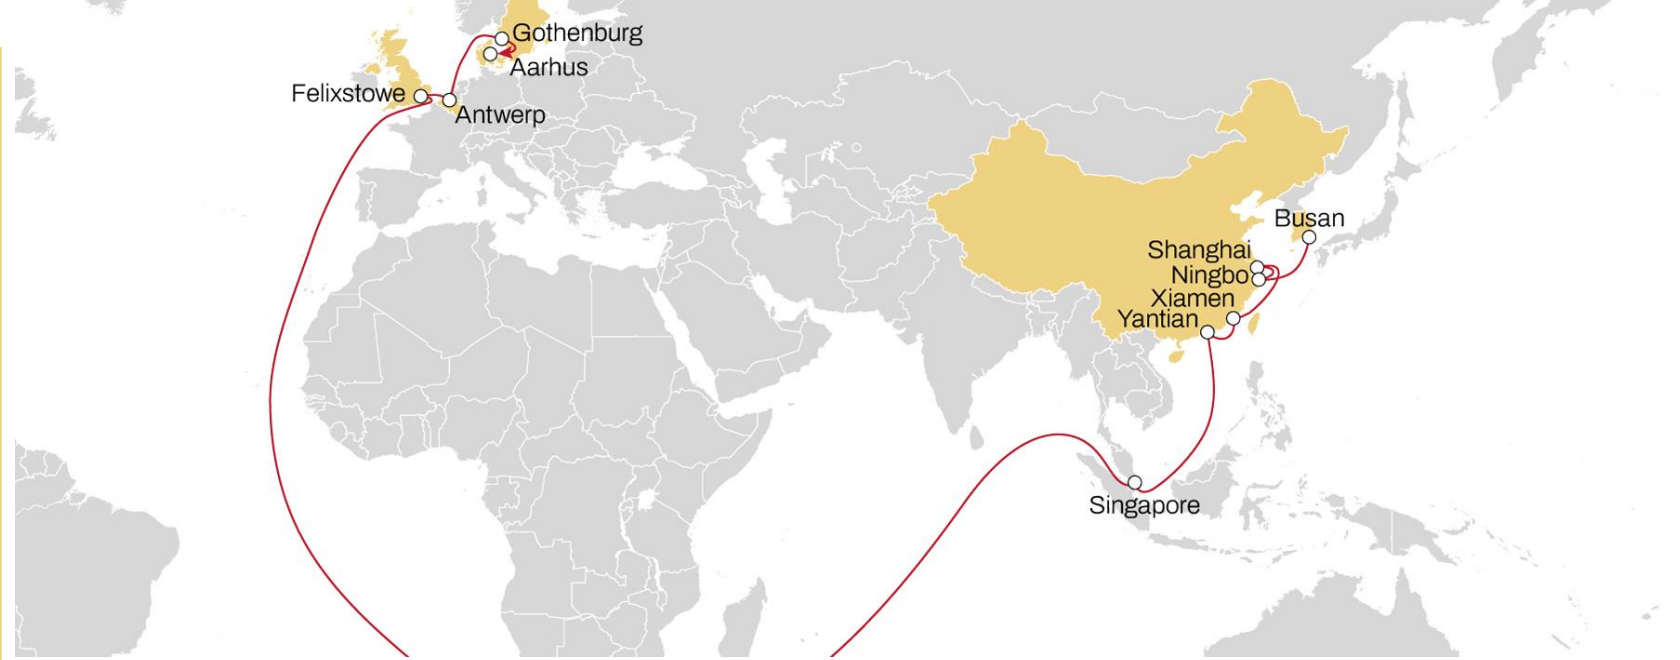 Gothenburg
Aarhus
Felixstowe
Antwerp
Busan
Shanghai
Ningbo
Xiamen
Yantian
Singapore